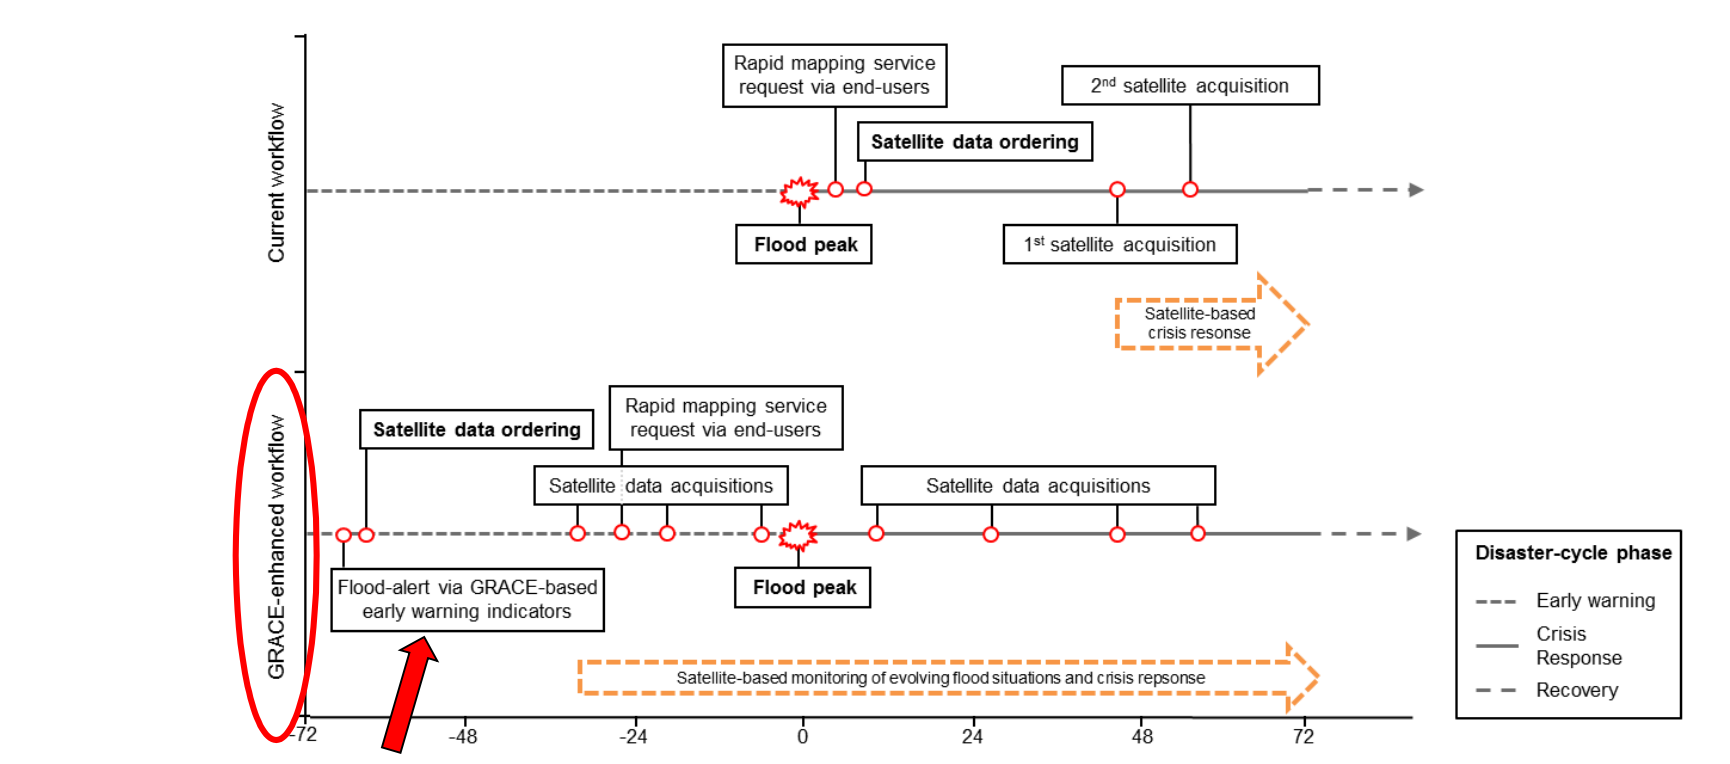 Current workflow
Rapid mapping service
request via end-users
2nd satellite acquisition
Satellite data ordering
Flood peak
1st satellite acquisition
Satellite-based
crisis resonse
GRACE-enhanced workflow
Satellite data ordering
Rapid mapping service
request via end-users
Satellite data acquisitions
Satellite data acquisitions
Flood-alert via GRACE-based
early warning indicators
Flood peak
Satellite-based monitoring of evolving flood situations and crisis repsonse
Disaster-cycle phase
Early warning
Crisis
Response
Recovery
-72 -48 -24 0 24 48 72